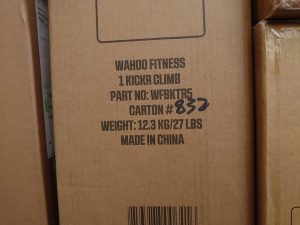 WAHOO FITNESS
1 KICKR CLIMB
PART NO: WFBKTR5
CARTON # 832
WEIGHT: 12.3 KG/27 LBS
MADE IN CHINA